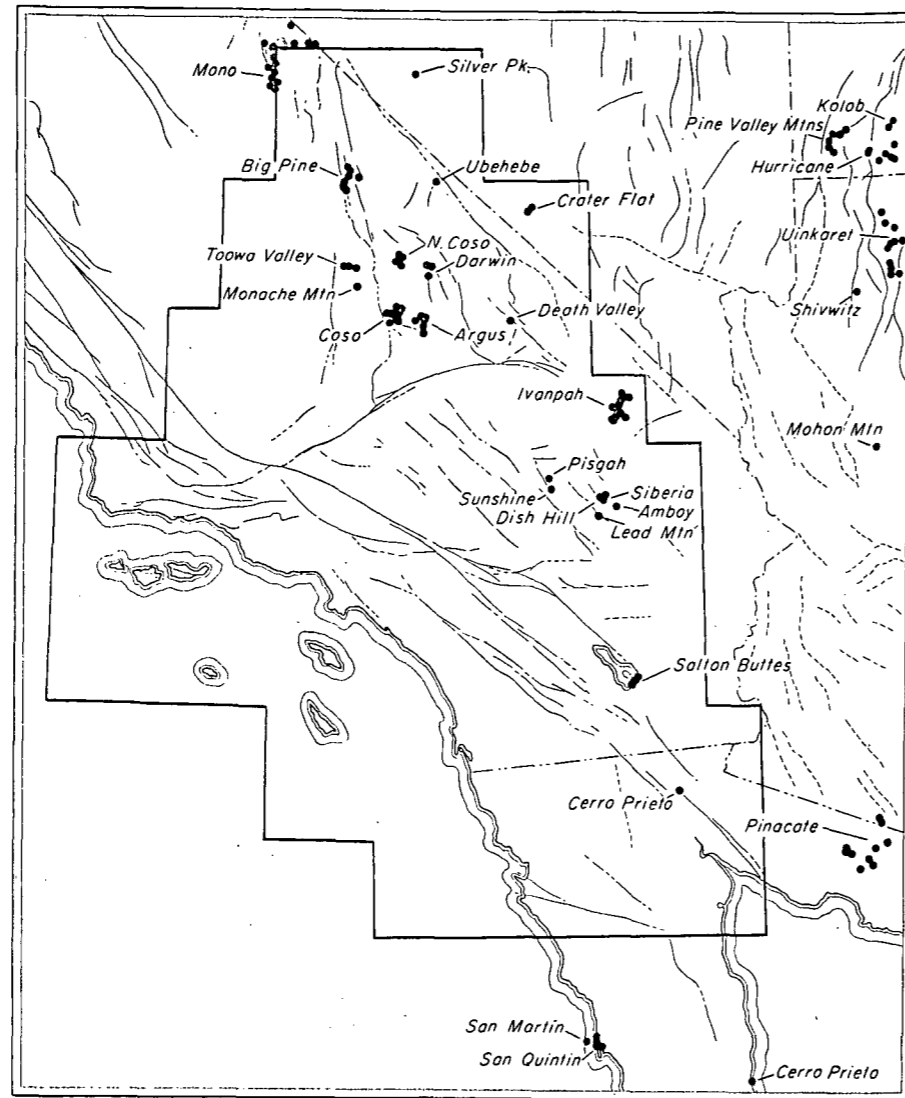 Mono
Silver Pk.
Kolob
Pine Valley Mtns
Hurricane
Big Pine
Ubehebe
Crater Flat
Uinkaret
N. Coso
Toowa Valley
Darwin
Monache Mtn
Death Valley
Shivwitz
Coso
Argus
Ivanpah
Mohon Mtn
Pisgah
Sunshine
Siberia
Dish Hill
Amboy
Lead Mtn
Salton Buttes
Cerro Prieto
Pinacate
San Martin
San Quintin
Cerro Prieto